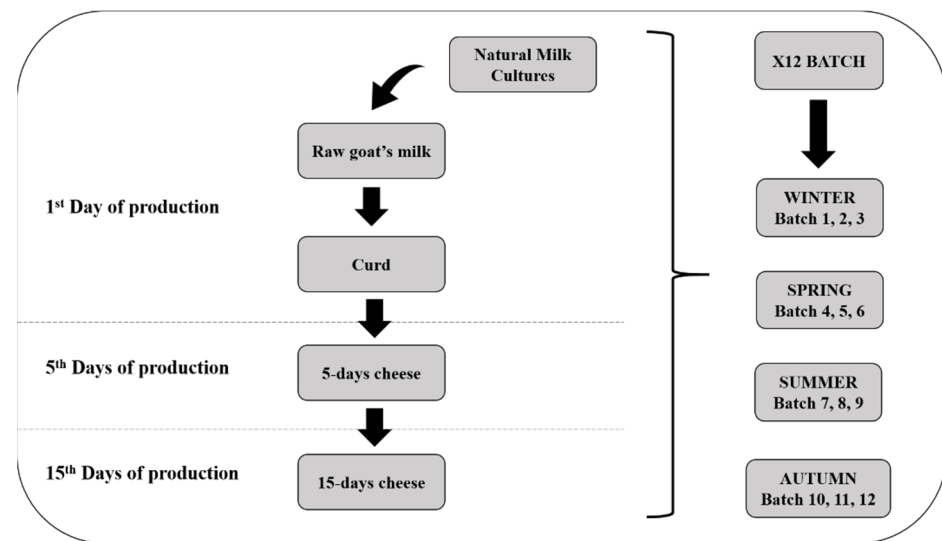 Natural Milk
Cultures
Raw goat's milk
1st Day of production
Curd
5th Days of production
5-days cheese
15th Days of production
15-days cheese
X12 BATCH
WINTER
Batch 1, 2, 3
SPRING
Batch 4, 5, 6
SUMMER
Batch 7, 8, 9
AUTUMN
Batch 10, 11, 12